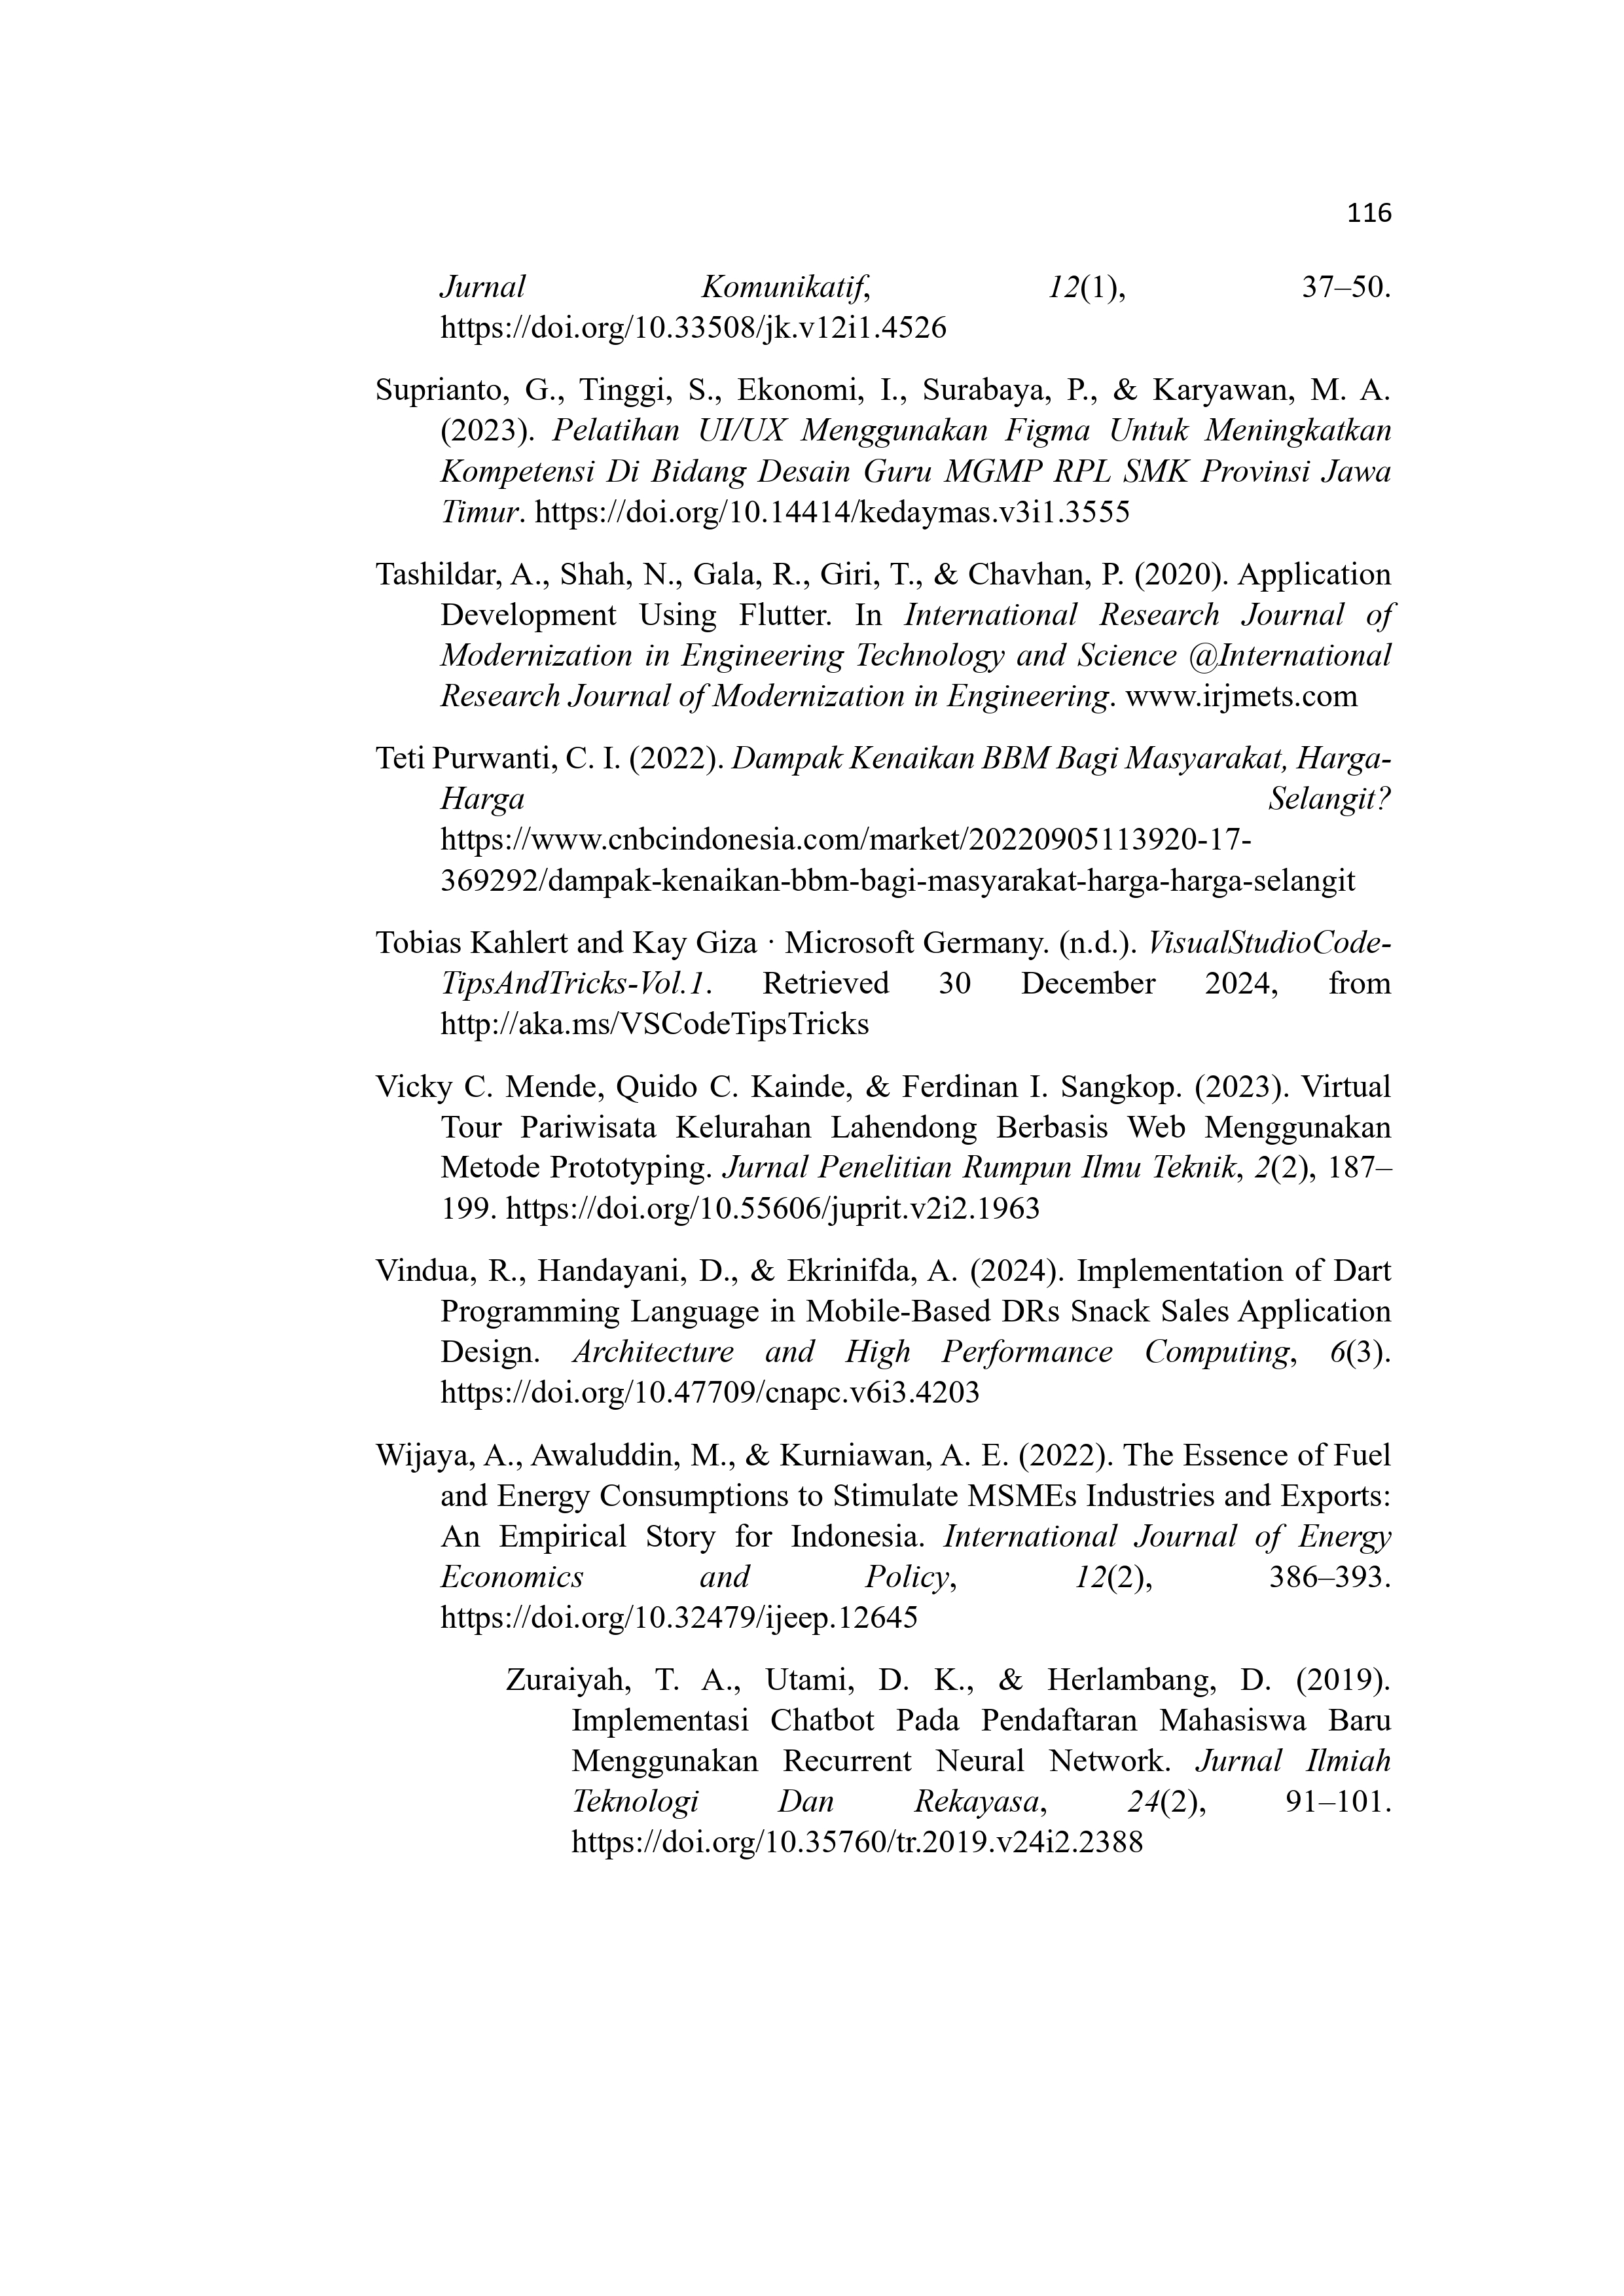 116
Jurnal Komunikatif, 12(1), 37–50.
https://doi.org/10.33508/jk.v12i1.4526
Suprianto, G., Tinggi, S., Ekonomi, I., Surabaya, P., & Karyawan, M. A.
(2023). Pelatihan UI/UX Menggunakan Figma Untuk Meningkatkan
Kompetensi Di Bidang Desain Guru MGMP RPL SMK Provinsi Jawa
Timur. https://doi.org/10.14414/kedaymas.v3i1.3555
Tashildar, A., Shah, N., Gala, R., Giri, T., & Chavhan, P. (2020). Application
Development Using Flutter. In International Research Journal of
Modernization in Engineering Technology and Science @International
Research Journal of Modernization in Engineering. www.irjmets.com
Teti Purwanti, C. I. (2022). Dampak Kenaikan BBM Bagi Masyarakat, Harga-
Harga Selangit?
https://www.cnbcindonesia.com/market/20220905113920-17-
369292/dampak-kenaikan-bbm-bagi-masyarakat-harga-harga-selangit
Tobias Kahlert and Kay Giza · Microsoft Germany. (n.d.). VisualStudioCode-
TipsAndTricks-Vol.1. Retrieved 30 December 2024, from
http://aka.ms/VSCodeTipsTricks
Vicky C. Mende, Quido C. Kainde, & Ferdinan I. Sangkop. (2023). Virtual
Tour Pariwisata Kelurahan Lahendong Berbasis Web Menggunakan
Metode Prototyping. Jurnal Penelitian Rumpun Ilmu Teknik, 2(2), 187–
199. https://doi.org/10.55606/juprit.v2i2.1963
Vindua, R., Handayani, D., & Ekrinifda, A. (2024). Implementation of Dart
Programming Language in Mobile-Based DRs Snack Sales Application
Design. Architecture and High Performance Computing, 6(3).
https://doi.org/10.47709/cnapc.v6i3.4203
Wijaya, A., Awaluddin, M., & Kurniawan, A. E. (2022). The Essence of Fuel
and Energy Consumptions to Stimulate MSMEs Industries and Exports:
An Empirical Story for Indonesia. International Journal of Energy
Economics and Policy, 12(2), 386–393.
https://doi.org/10.32479/ijeep.12645
Zuraiyah, T. A., Utami, D. K., & Herlambang, D. (2019).
Implementasi Chatbot Pada Pendaftaran Mahasiswa Baru
Menggunakan Recurrent Neural Network. Jurnal Ilmiah
Teknologi Dan Rekayasa, 24(2), 91–101.
https://doi.org/10.35760/tr.2019.v24i2.2388